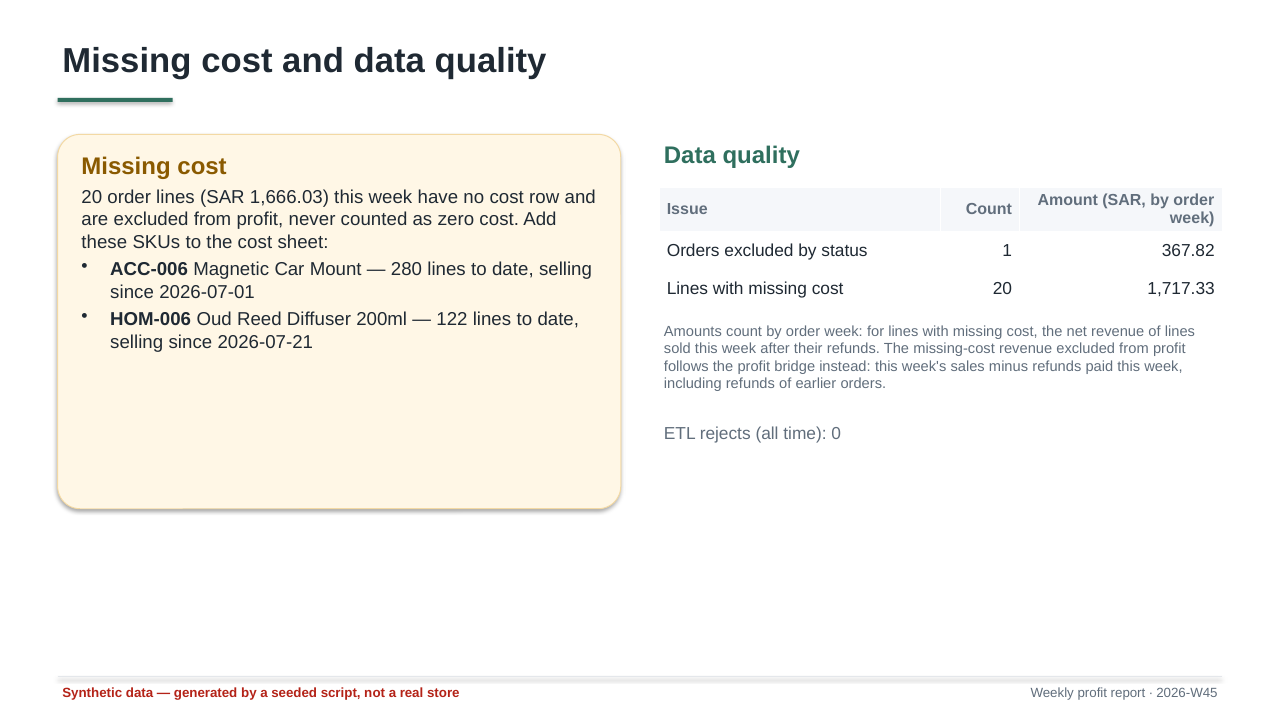 Missing cost and data quality
Missing cost
20 order lines (SAR 1,666.03) this week have no cost row and
are excluded from profit, never counted as zero cost. Add
these SKUs to the cost sheet:
• ACC-006 Magnetic Car Mount — 280 lines to date, selling
since 2026-07-01
• HOM-006 Oud Reed Diffuser 200ml — 122 lines to date,
selling since 2026-07-21
Data quality
Issue Count Amount (SAR, by order
week)
Orders excluded by status 1 367.82
Lines with missing cost 20 1,717.33
Amounts count by order week: for lines with missing cost, the net revenue of lines
sold this week after their refunds. The missing-cost revenue excluded from profit
follows the profit bridge instead: this week's sales minus refunds paid this week,
including refunds of earlier orders.
ETL rejects (all time): 0
Synthetic data — generated by a seeded script, not a real store
Weekly profit report · 2026-W45